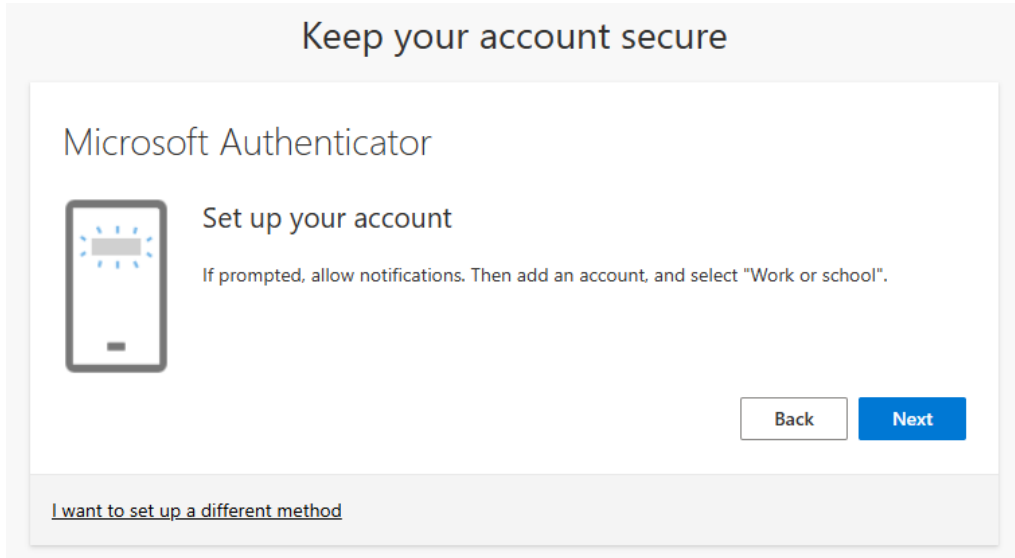 Keep your account secure
Microsoft Authenticator
Set up your account
If prompted, allow notifications. Then add an account, and select "Work or school".
Back
Next
I want to set up a different method